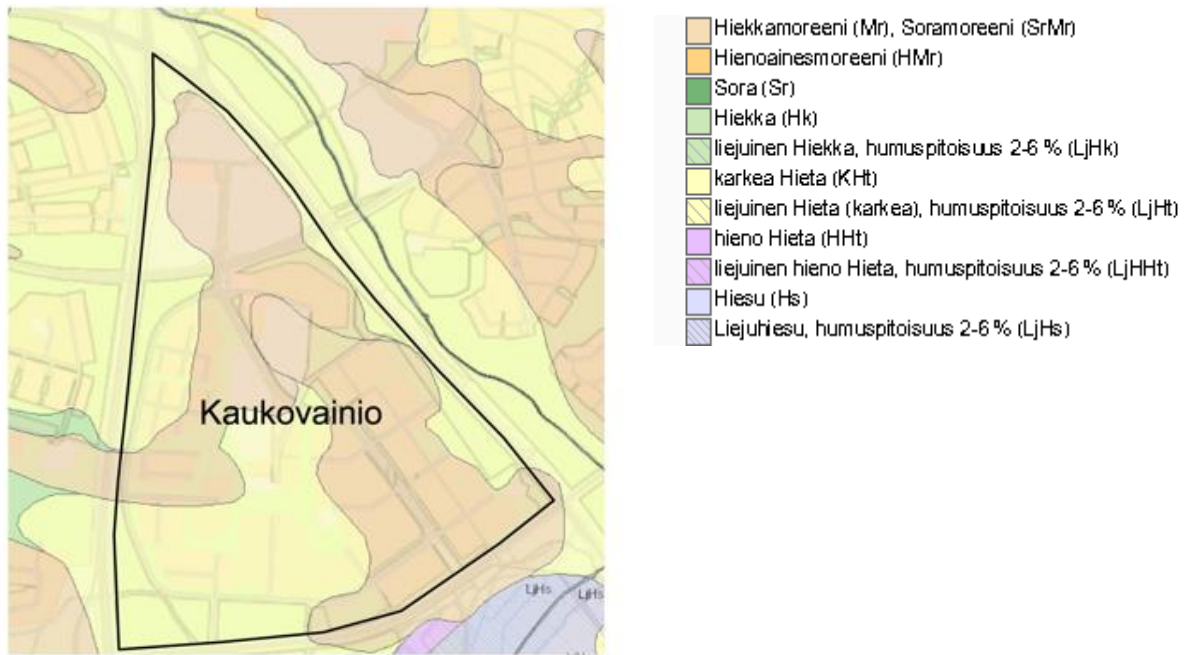 Kaukovainio
LjHs
LjHs
Hiekkamoreeni (Mr), Soramoreeni (SrMr)
Hienoainesmoreeni (HMr)
Sora (Sr)
Hiekka (Hk)
liejuinen Hiekka, humuspitoisuus 2-6 % (LjHk)
karkea Hieta (KHt)
liejuinen Hieta (karkea), humuspitoisuus 2-6 % (LjHt)
hieno Hieta (HHt)
liejuinen hieno Hieta, humuspitoisuus 2-6 % (LjHHt)
Hiesu (Hs)
Liejuhiesu, humuspitoisuus 2-6 % (LjHs)